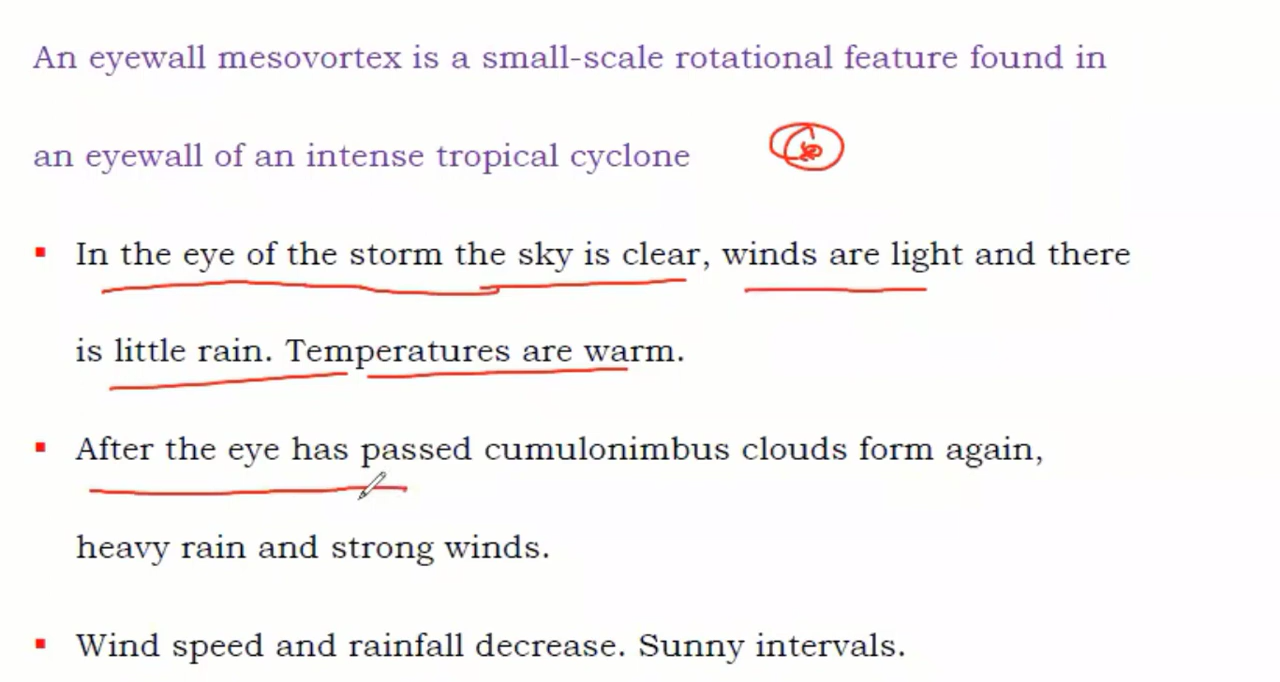 An eyewall mesovortex is a small-scale rotational feature found in
an eyewall of an intense tropical cyclone
▪ In the eye of the storm the sky is clear, winds are light and there
is little rain. Temperatures are warm.
▪ After the eye has passed cumulonimbus clouds form again,
heavy rain and strong winds.
▪ Wind speed and rainfall decrease. Sunny intervals.